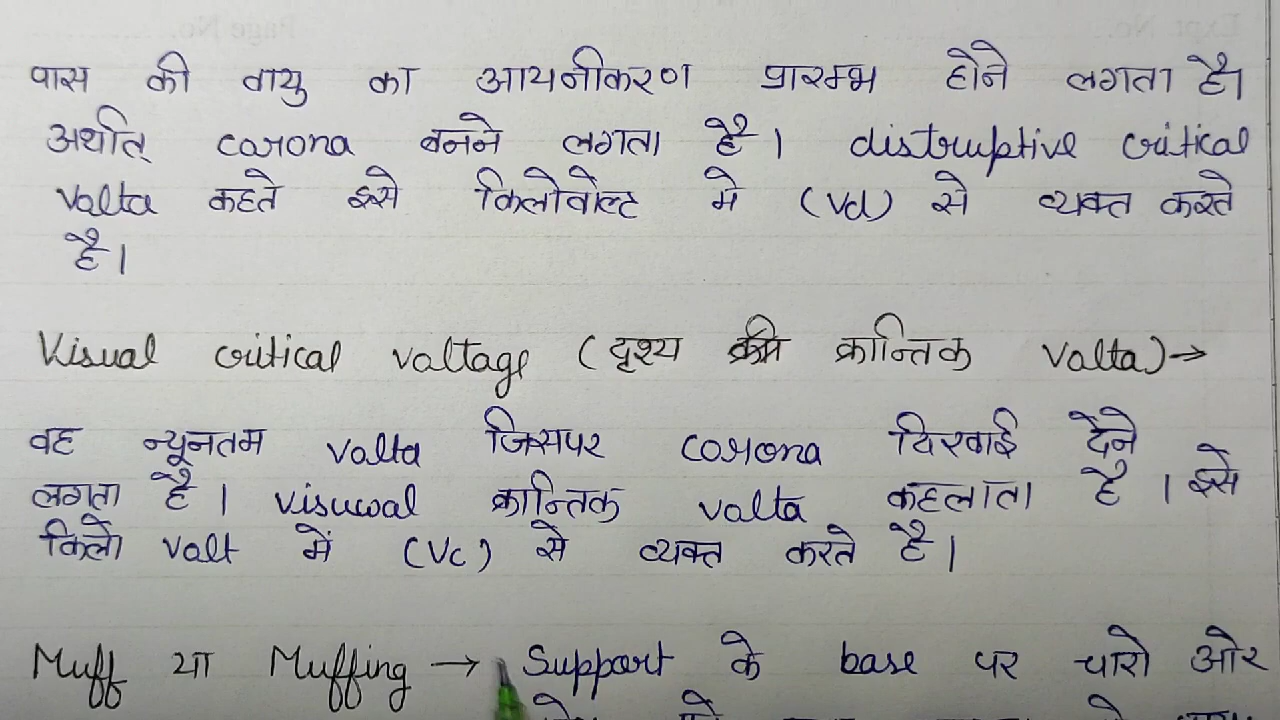 पास की वायु का आयनीकरण प्रारम्भ होने लगता है।
अर्थात् corona बनने लगता है। distruptive critical
Valta कहते इसे किलोवोल्ट मे (Vd) से व्यक्त करते
है।
Visual critical voltage (दृश्य क्रान्तिक Valta)→
वह न्यूनतम Valta जिसपर corona दिखाई देने
लगता है। visuwal क्रान्तिक valta कहलाता है। इसे
किलो valt में (Vc) से व्यक्त करते है।
Muff या Muffing → Support के base पर चारो ओर